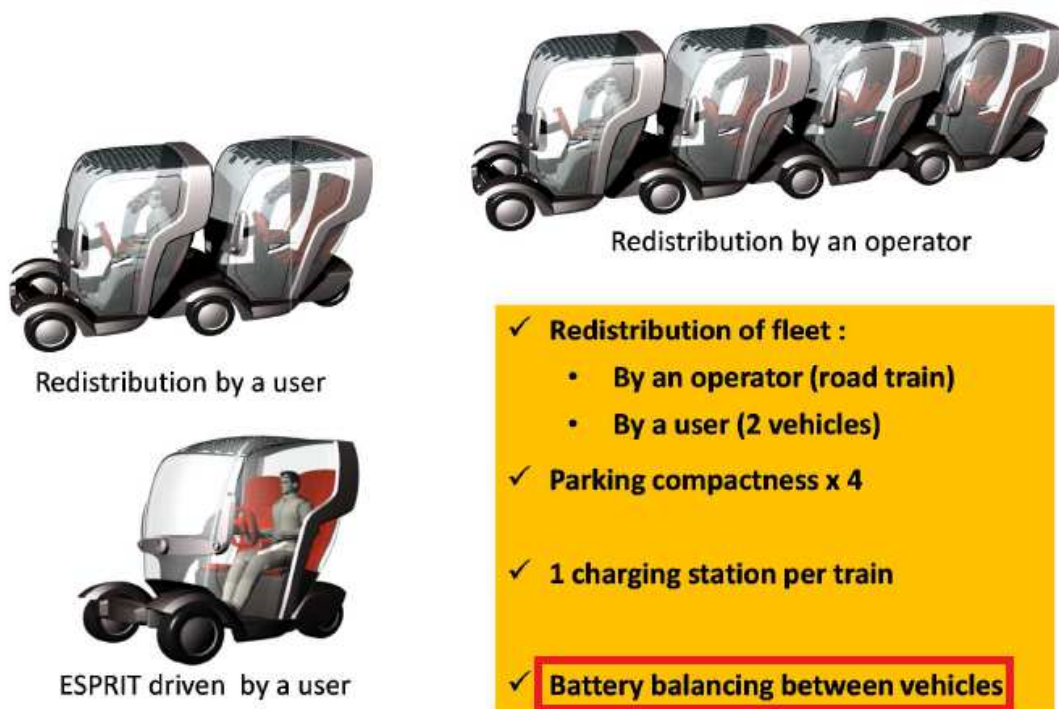 Redistribution by an operator
Redistribution by a user
ESPRIT driven by a user
✓ Redistribution of fleet :
• By an operator (road train)
• By a user (2 vehicles)
✓ Parking compactness x 4
✓ 1 charging station per train
✓ Battery balancing between vehicles